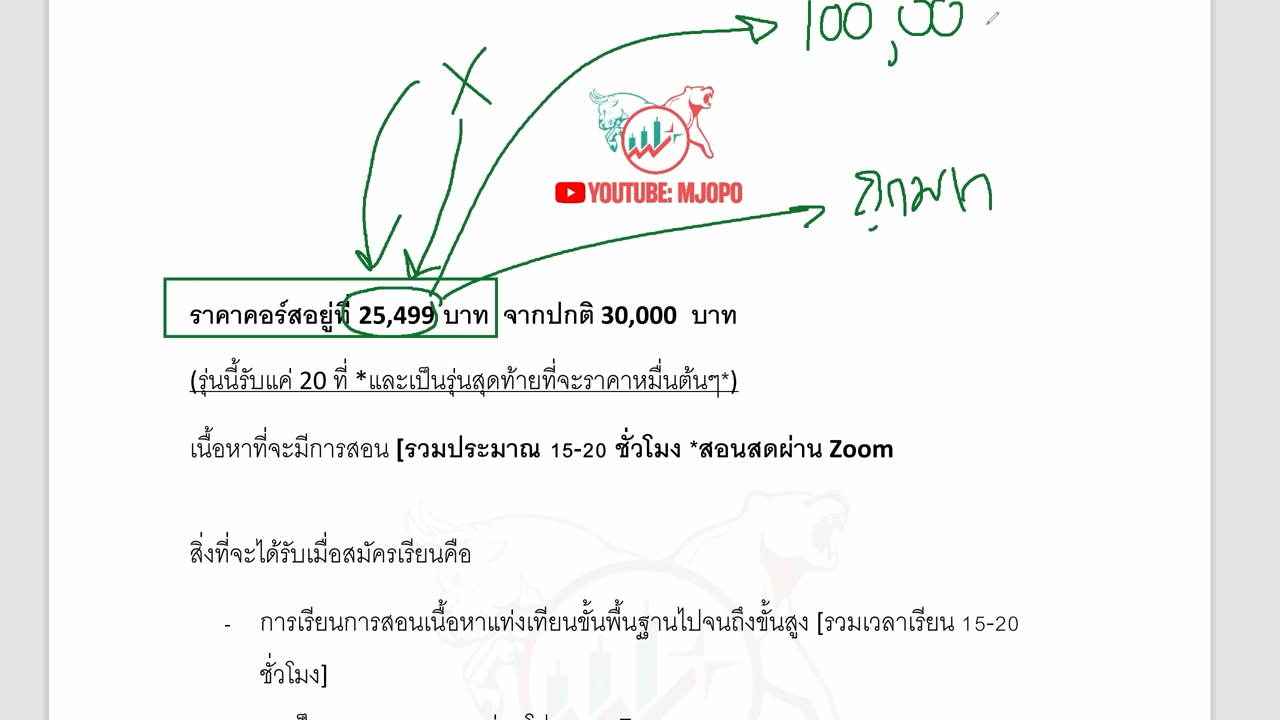 100,00
YOUTUBE: MJOPO
ถูกมาก
ราคาคอร์สอยู่ที่ 25,499 บาท จากปกติ 30,000 บาท
(รุ่นนี้รับแค่ 20 ที่ *และเป็นรุ่นสุดท้ายที่จะราคาหมื่นต้นๆ*)
เนื้อหาที่จะมีการสอน [รวมประมาณ 15-20 ชั่วโมง *สอนสดผ่าน Zoom
สิ่งที่จะได้รับเมื่อสมัครเรียนคือ
- การเรียนการสอนเนื้อหาแท่งเทียนขั้นพื้นฐานไปจนถึงขั้นสูง [รวมเวลาเรียน 15-20
ชั่วโมง]